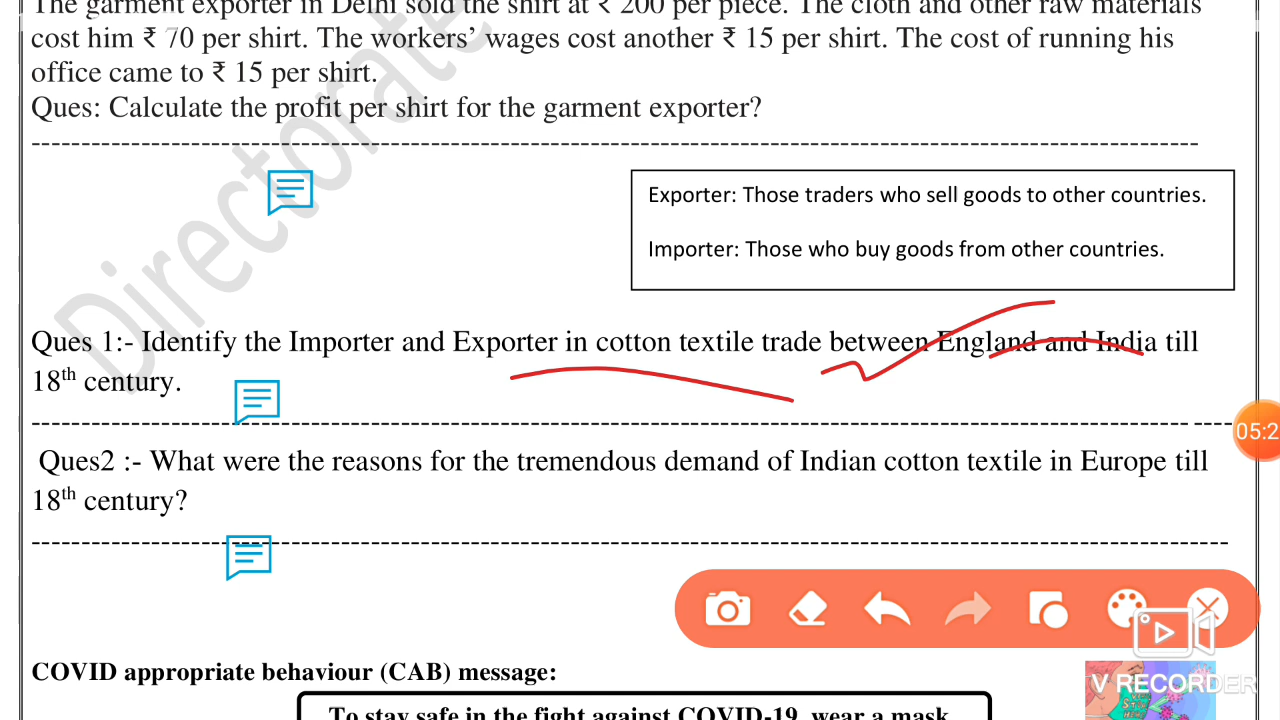 The garment exporter in Delhi sold the shirt at ₹ 200 per piece. The cloth and other raw materials
cost him ₹ 70 per shirt. The workers’ wages cost another ₹ 15 per shirt. The cost of running his
office came to ₹ 15 per shirt.
Ques: Calculate the profit per shirt for the garment exporter?
Directorate
Exporter: Those traders who sell goods to other countries.
Importer: Those who buy goods from other countries.
Ques 1:- Identify the Importer and Exporter in cotton textile trade between England and India till
18th century.
05:2
Ques2 :- What were the reasons for the tremendous demand of Indian cotton textile in Europe till
18th century?
COVID appropriate behaviour (CAB) message:
V RECORDER
To stay safe in the fight against COVID-19, wear a mask